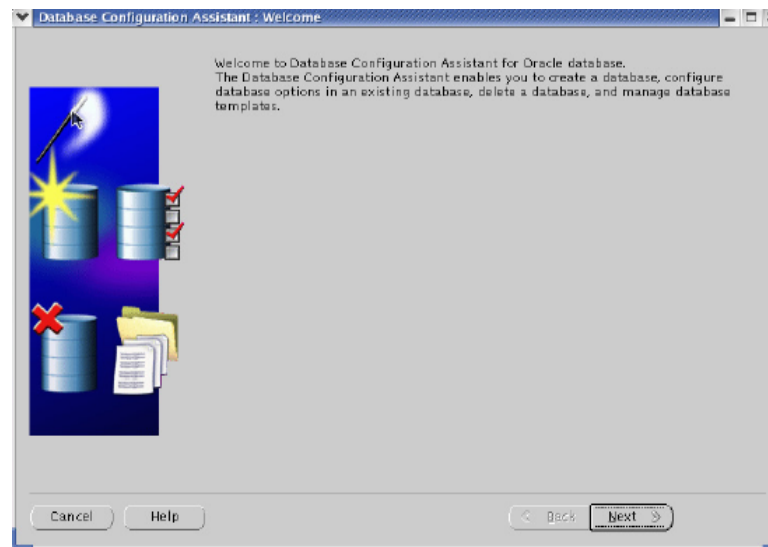 Database Configuration Assistant : Welcome
Welcome to Database Configuration Assistant for Oracle database.
The Database Configuration Assistant enables you to create a database, configure
database options in an existing database, delete a database, and manage database
templates.
Cancel
Help
Back
Next